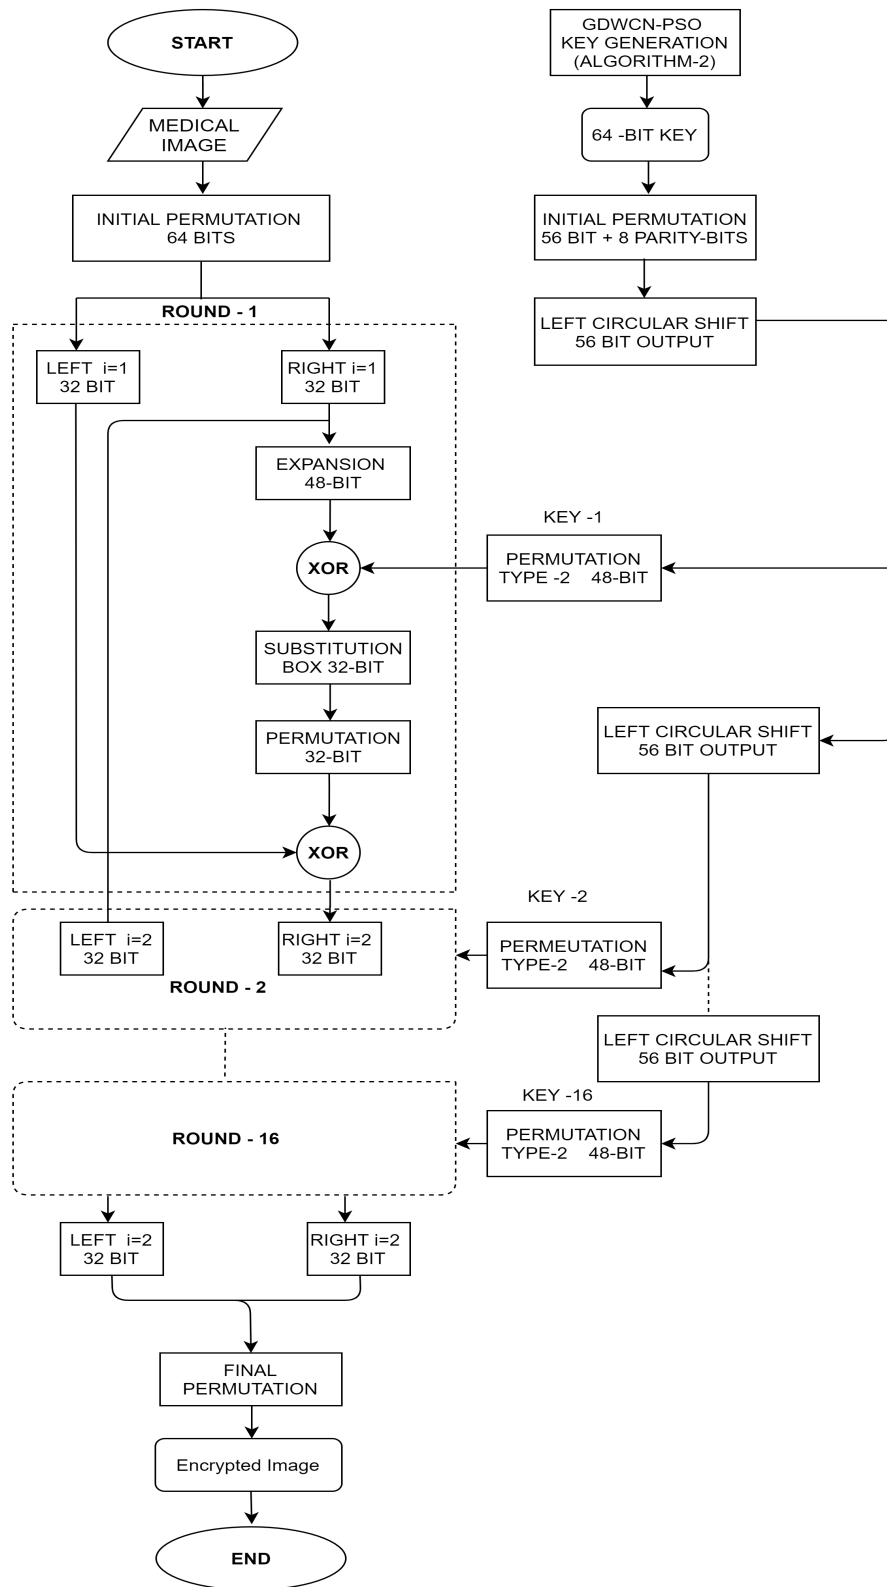 START
MEDICAL
IMAGE
INITIAL PERMUTATION
64 BITS
ROUND - 1
LEFT i=1
32 BIT
RIGHT i=1
32 BIT
EXPANSION
48-BIT
XOR
SUBSTITUTION
BOX 32-BIT
PERMUTATION
32-BIT
XOR
LEFT i=2
32 BIT
RIGHT i=2
32 BIT
ROUND - 2
ROUND - 16
LEFT i=2
32 BIT
RIGHT i=2
32 BIT
FINAL
PERMUTATION
Encrypted Image
END
GDWCN-PSO
KEY GENERATION
(ALGORITHM-2)
64 -BIT KEY
INITIAL PERMUTATION
56 BIT + 8 PARITY-BITS
LEFT CIRCULAR SHIFT
56 BIT OUTPUT
KEY -1
PERMUTATION
TYPE -2 48-BIT
LEFT CIRCULAR SHIFT
56 BIT OUTPUT
KEY -2
PERMEUTATION
TYPE-2 48-BIT
LEFT CIRCULAR SHIFT
56 BIT OUTPUT
KEY -16
PERMUTATION
TYPE-2 48-BIT